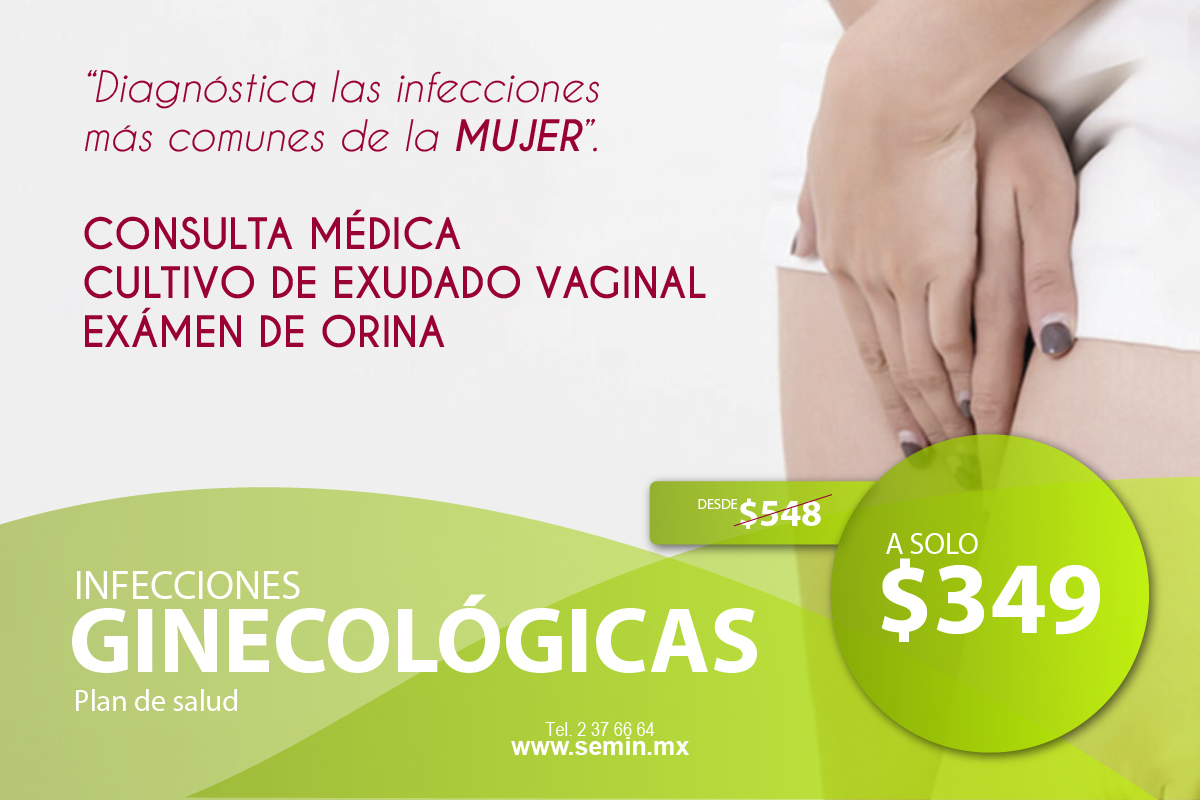 “Diagnóstica las infecciones
más comunes de la MUJER”.
CONSULTA MÉDICA
CULTIVO DE EXUDADO VAGINAL
EXÁMEN DE ORINA
DESDE $548
A SOLO
$349
INFECCIONES
GINECOLÓGICAS
Plan de salud
Tel. 2 37 66 64
www.semin.mx